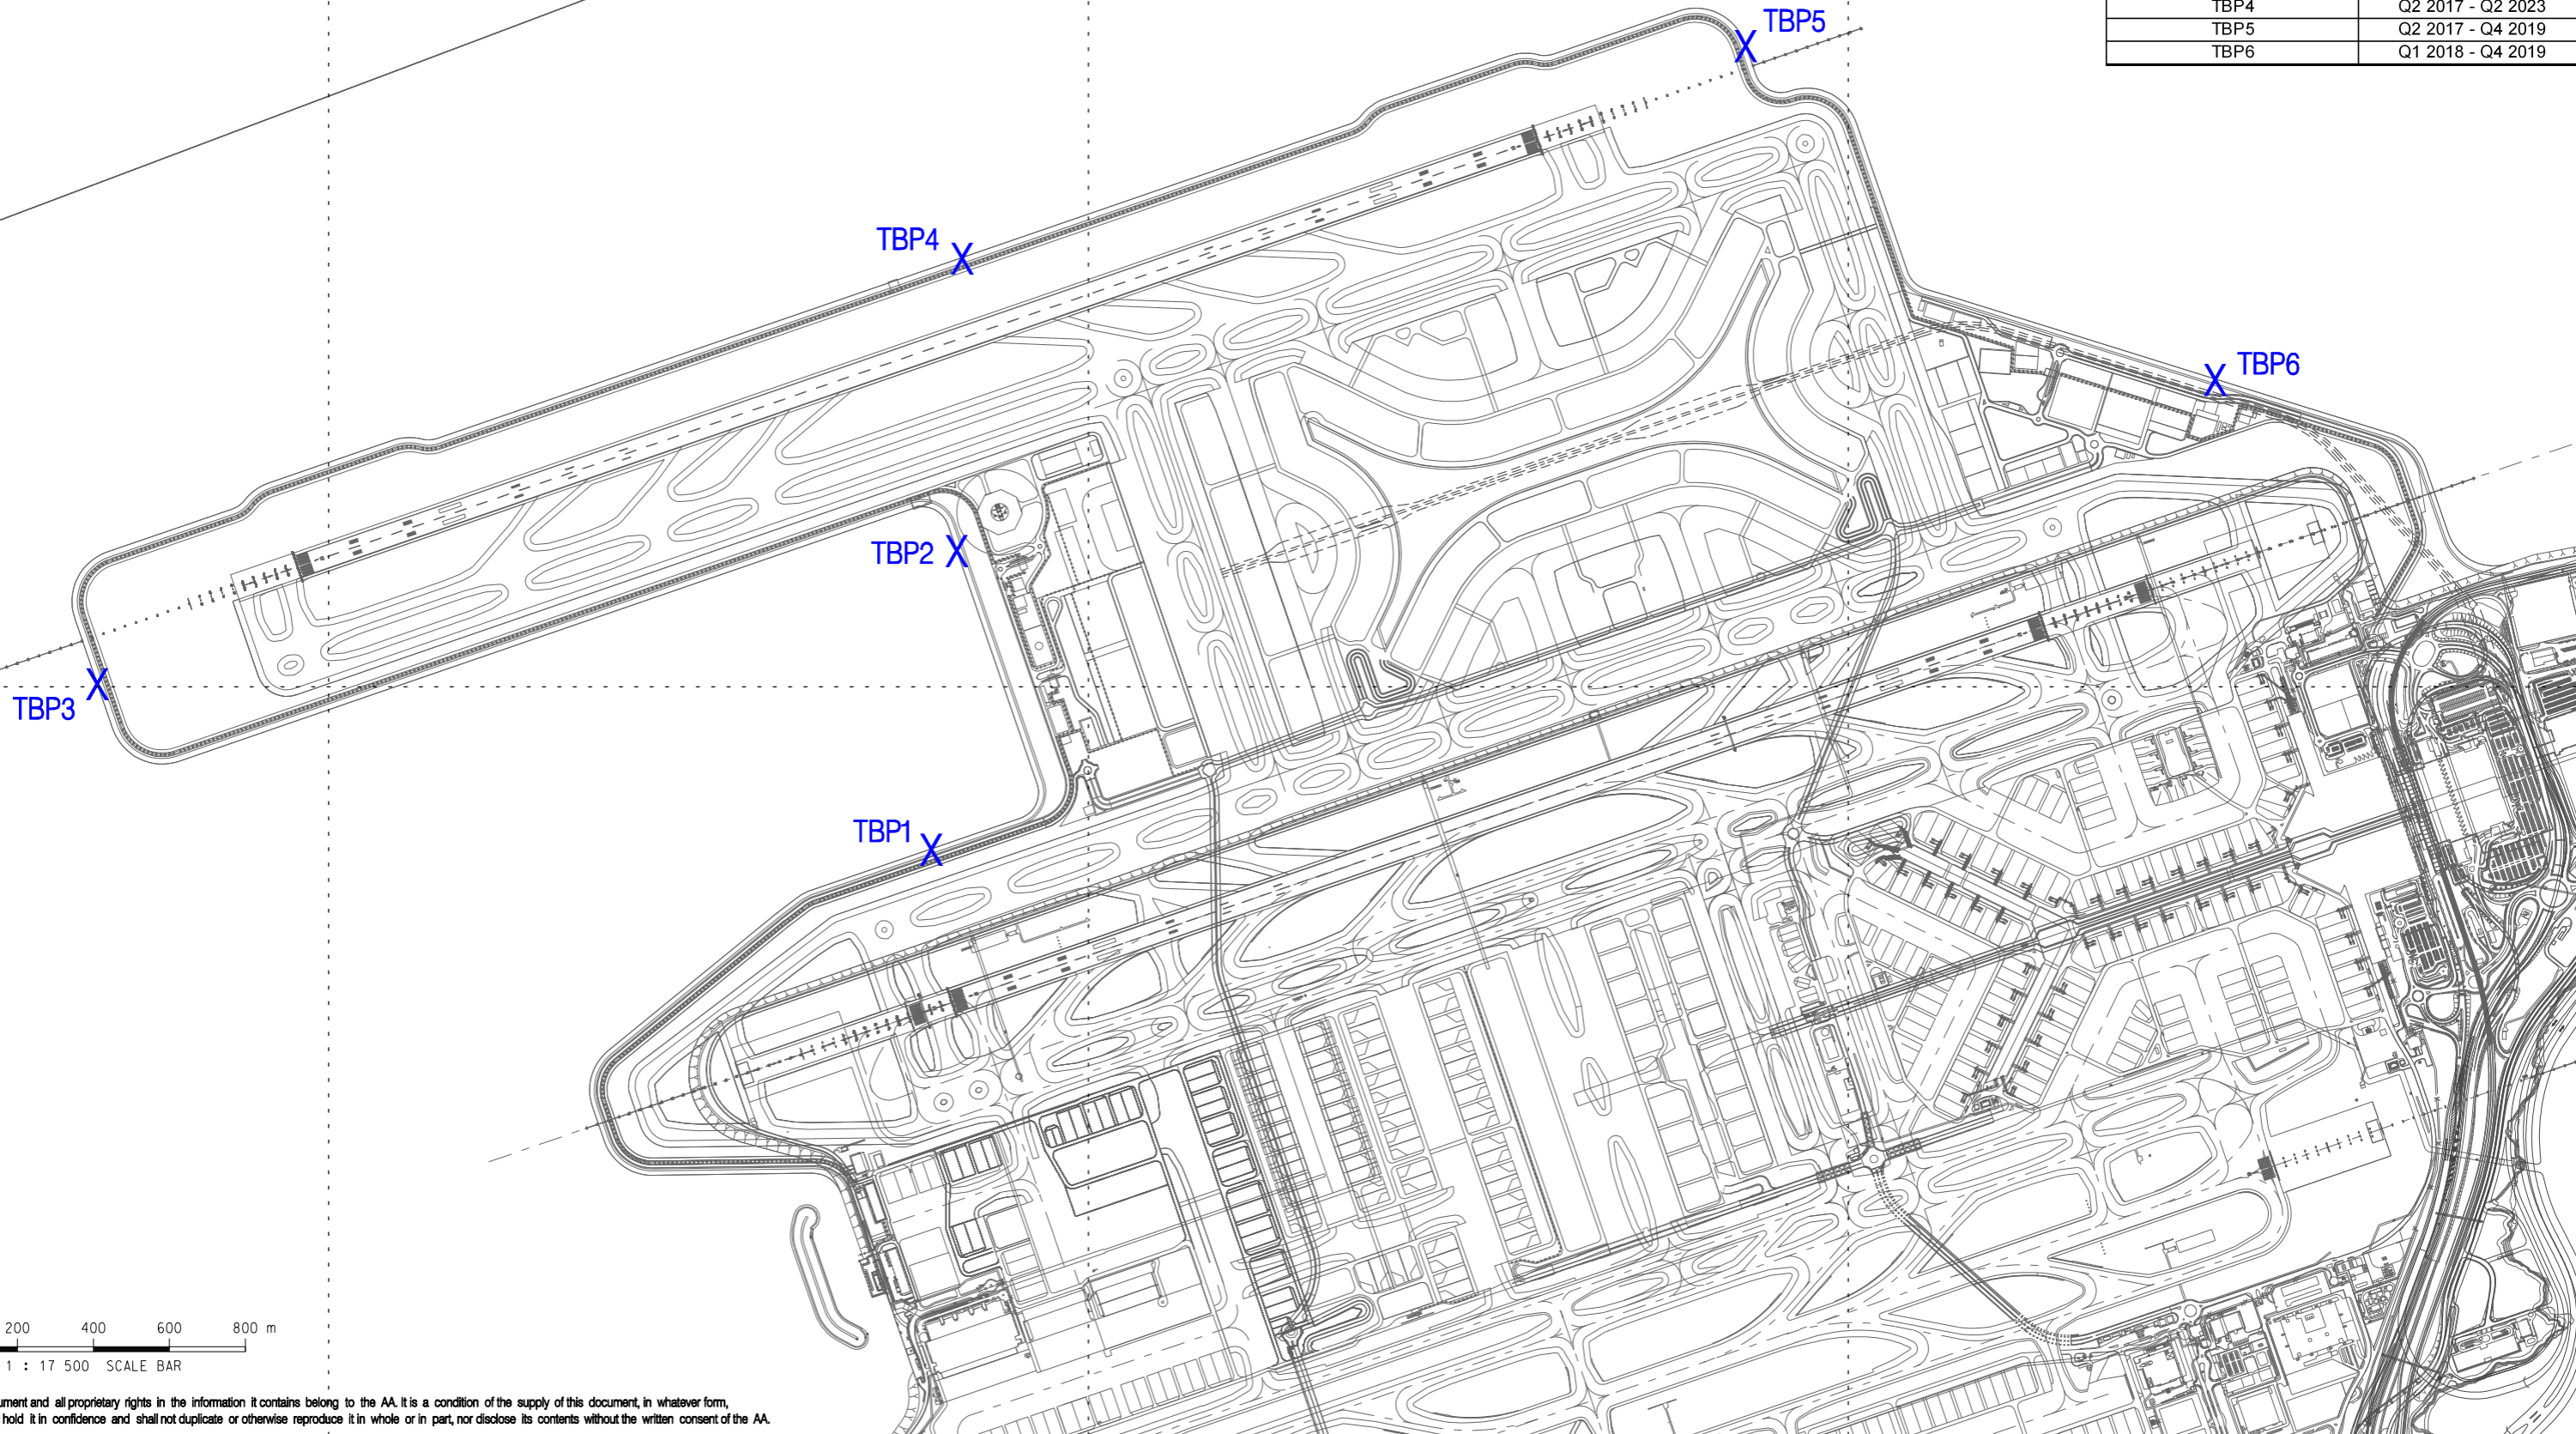 TBP4 Q2 2017 - Q2 2023
TBP5 Q2 2017 - Q4 2019
TBP6 Q1 2018 - Q4 2019
TBP5
TBP4
TBP6
TBP2
TBP3
TBP1
200 400 600 800 m
1 : 17 500 SCALE BAR
ument and all proprietary rights in the information it contains belong to the AA. It is a condition of the supply of this document, in whatever form,
hold it in confidence and shall not duplicate or otherwise reproduce it in whole or in part, nor disclose its contents without the written consent of the AA.